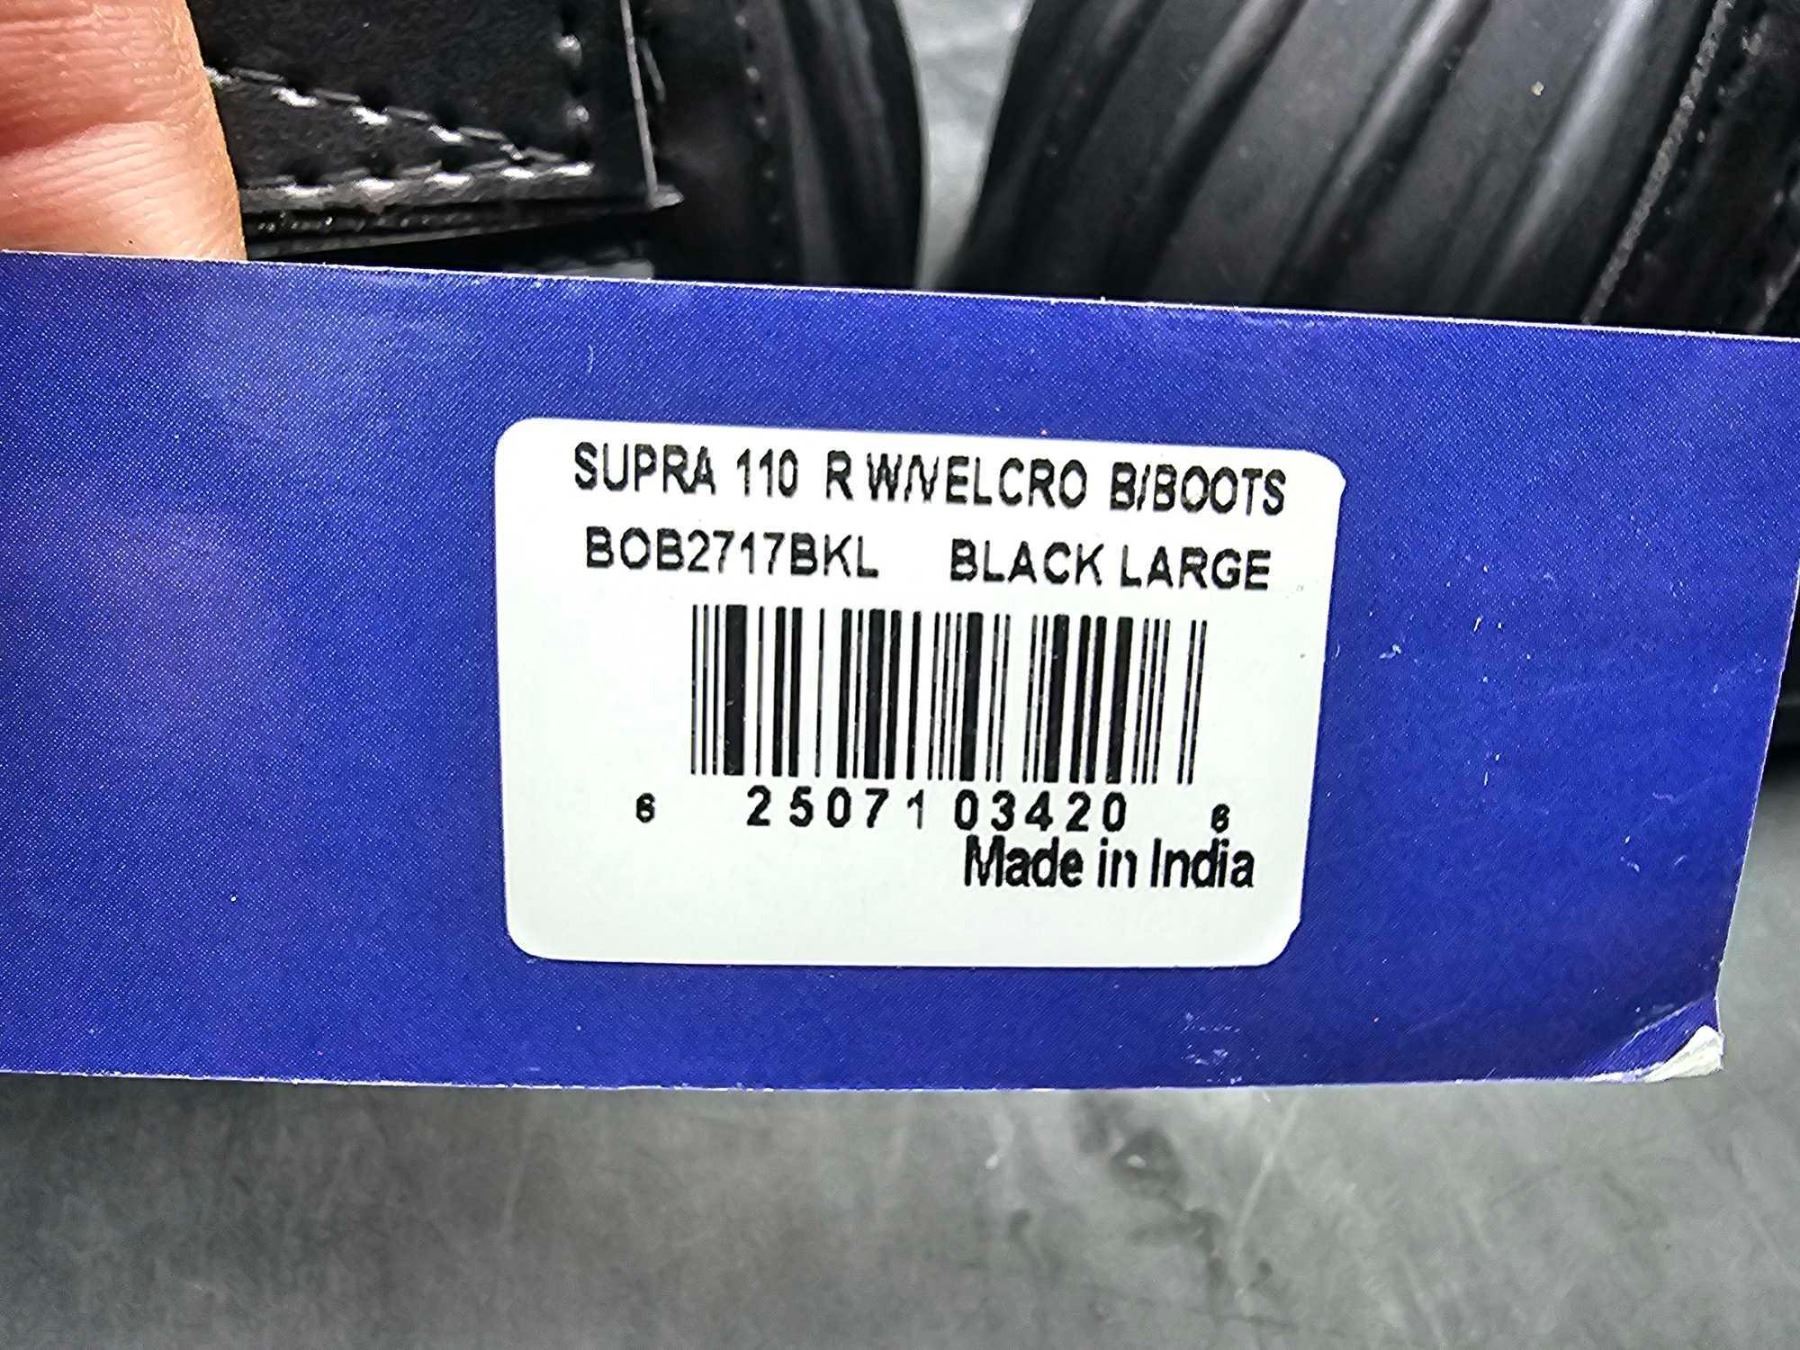 SUPRA 110 R W/VELCRO B/BOOTS
BOB2717BKL BLACK LARGE
6 25071 03420 6
Made in India